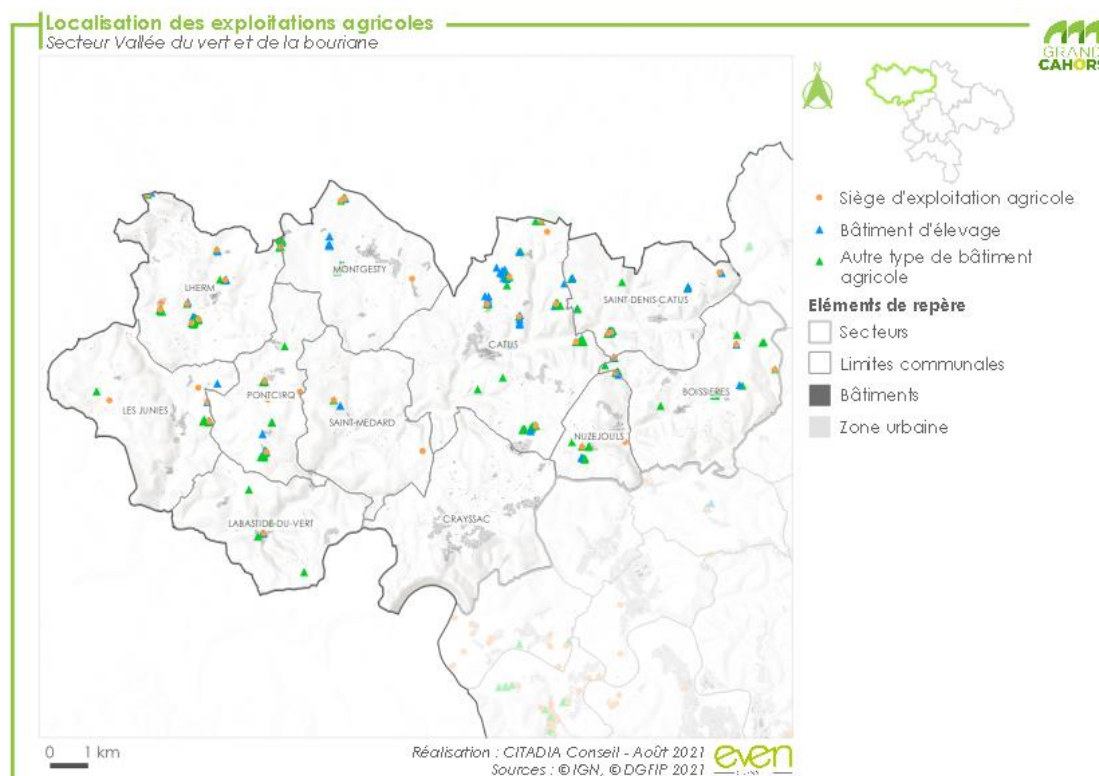 Localisation des exploitations agricoles
Secteur Vallée du vert et de la bouriane
GRAND
CAHORS
N
Siège d'exploitation agricole
Bâtiment d'élevage
Autre type de bâtiment
agricole
Eléments de repère
Secteurs
Limites communales
Bâtiments
Zone urbaine
MONTGESTY
LHERM
SAINT-DENIS-CATUS
CATUS
BOISSIERES
PONTCIRQ
LES JUNIES
SAINT-MEDARD
NUZEJOULS
CRAYSSAC
LABASTIDE-DU-VERT
0 1 km
Réalisation : CITADIA Conseil - Août 2021
Sources : © IGN, © DGFIP 2021
even